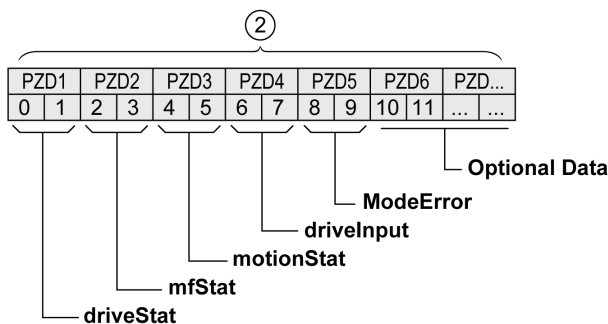 2
PZD1 PZD2 PZD3 PZD4 PZD5 PZD6 PZD...
0 1 2 3 4 5 6 7 8 9 10 11 ... ...
Optional Data
ModeError
driveInput
motionStat
mfStat
driveStat